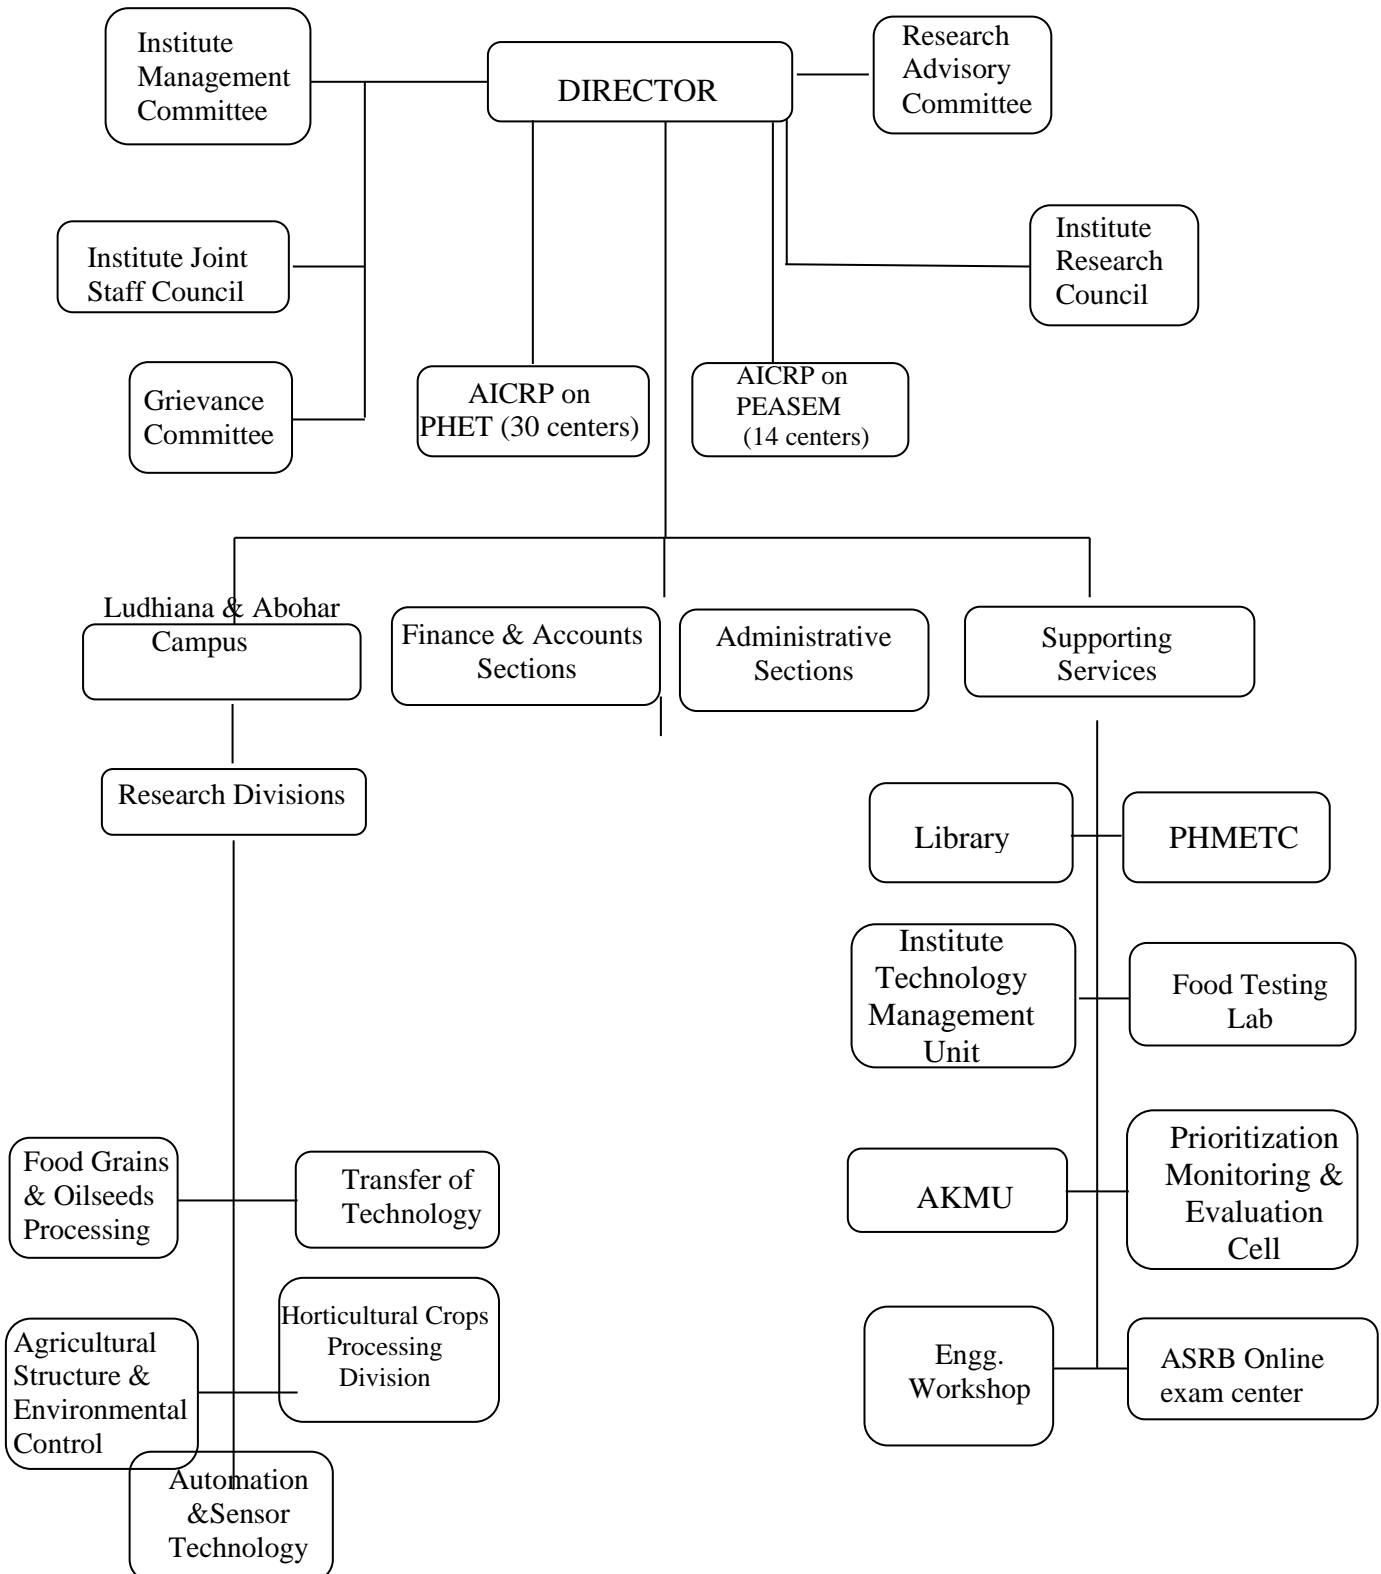 Institute
Management
Committee
DIRECTOR
Research
Advisory
Committee
Institute Joint
Staff Council
Institute
Research
Council
Grievance
Committee
AICRP on
PHET (30 centers)
AICRP on
PEASEM
(14 centers)
Ludhiana & Abohar
Campus
Finance & Accounts
Sections
Administrative
Sections
Supporting
Services
Research Divisions
Library
PHMETC
Institute
Technology
Management
Unit
Food Testing
Lab
Food Grains
& Oilseeds
Processing
Transfer of
Technology
AKMU
Prioritization
Monitoring &
Evaluation
Cell
Agricultural
Structure &
Environmental
Control
Horticultural Crops
Processing
Division
Engg.
Workshop
ASRB Online
exam center
Automation
&Sensor
Technology